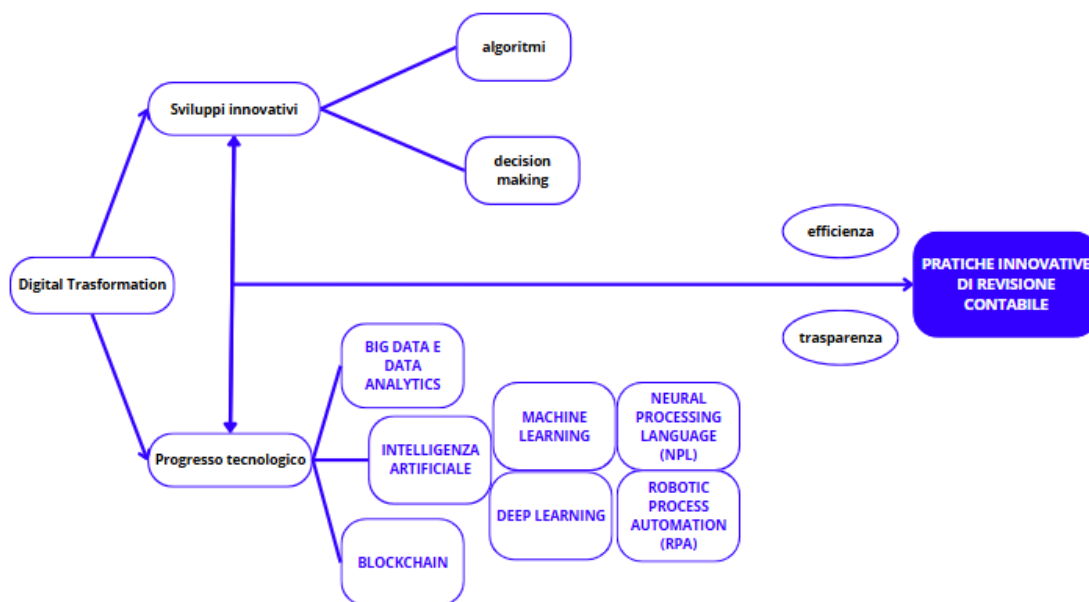 algoritmi
Sviluppi innovativi
decision
making
efficienza
Digital Trasformation
PRATICHE INNOVATIVE
DI REVISIONE
CONTABILE
trasparenza
BIG DATA E
DATA
ANALYTICS
Progresso tecnologico
INTELLIGENZA
ARTIFICIALE
MACHINE
LEARNING
NEURAL
PROCESSING
LANGUAGE
(NPL)
DEEP LEARNING
ROBOTIC
PROCESS
AUTOMATION
(RPA)
BLOCKCHAIN